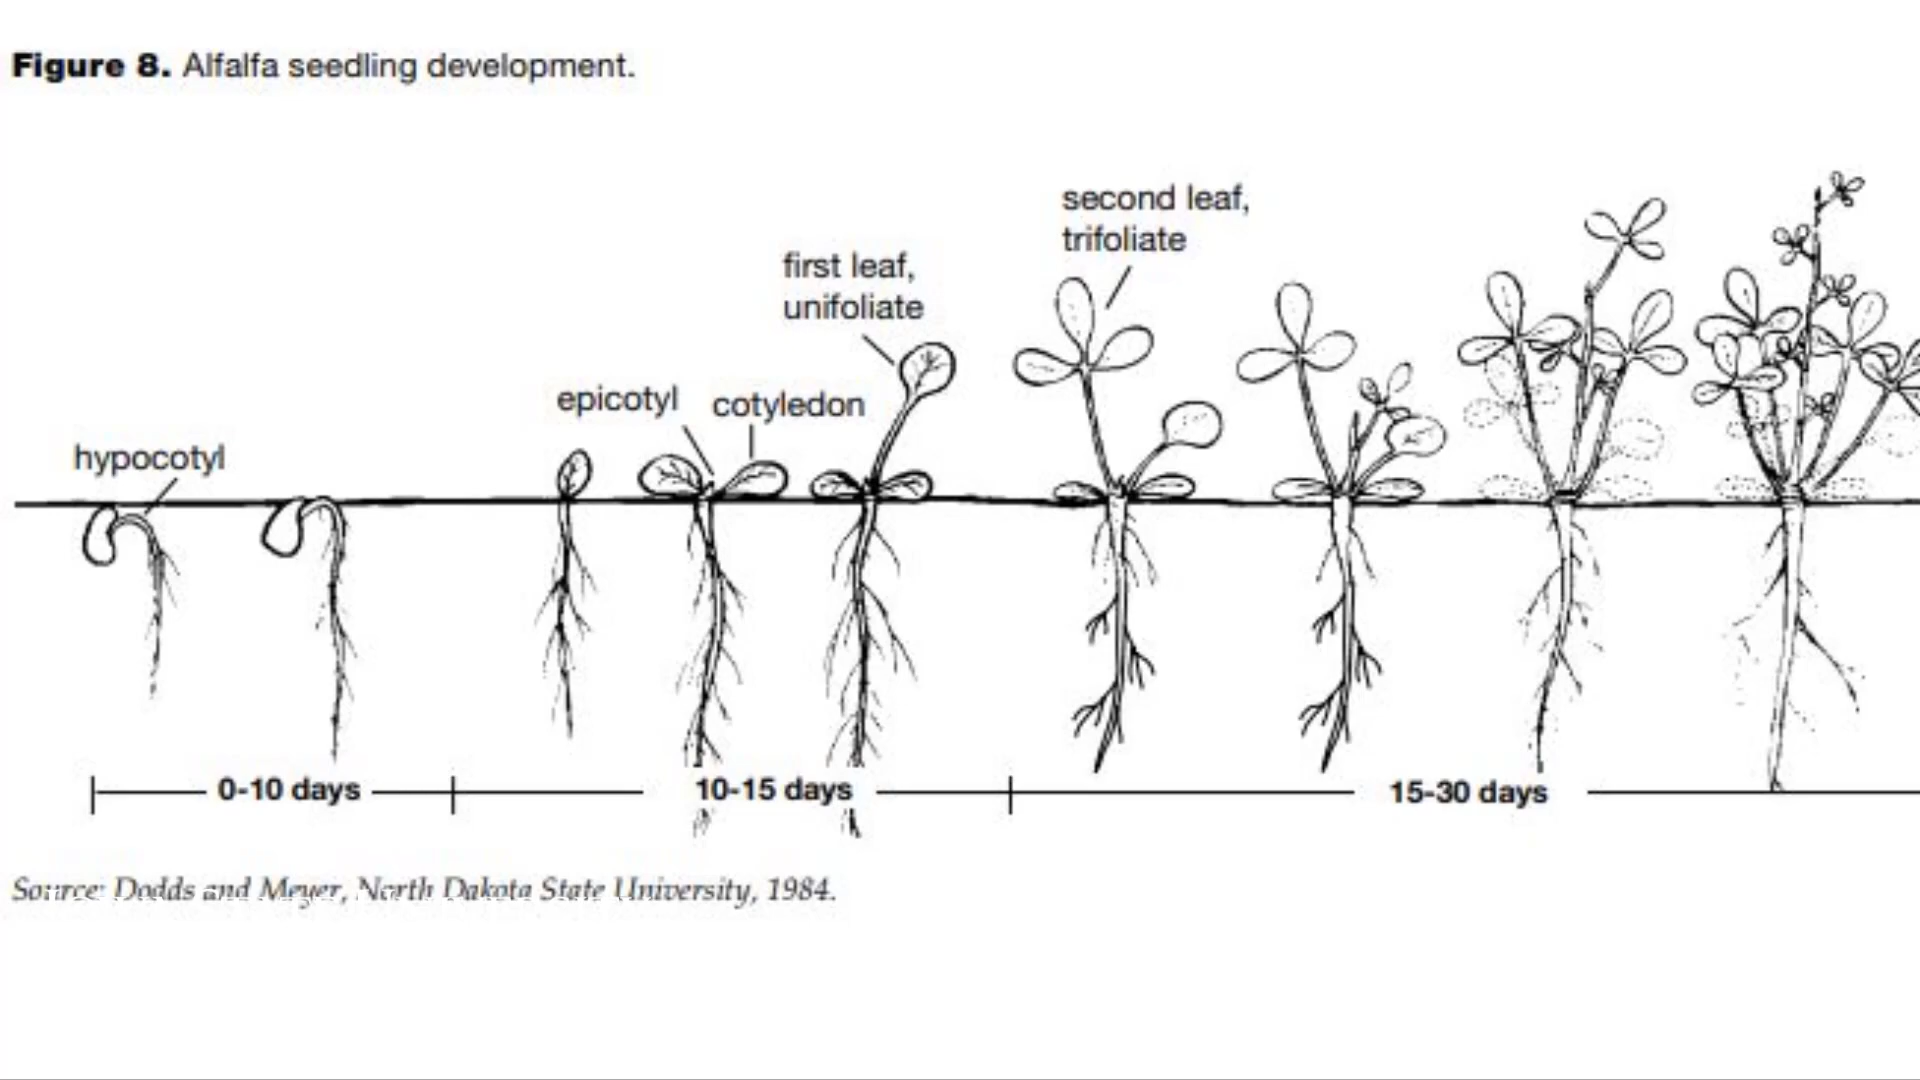 Figure 8. Alfalfa seedling development.
second leaf,
trifoliate
first leaf,
unifoliate
epicotyl
cotyledon
hypocotyl
0-10 days
10-15 days
15-30 days
Source: Dodds and Meyer, North Dakota State University, 1984.